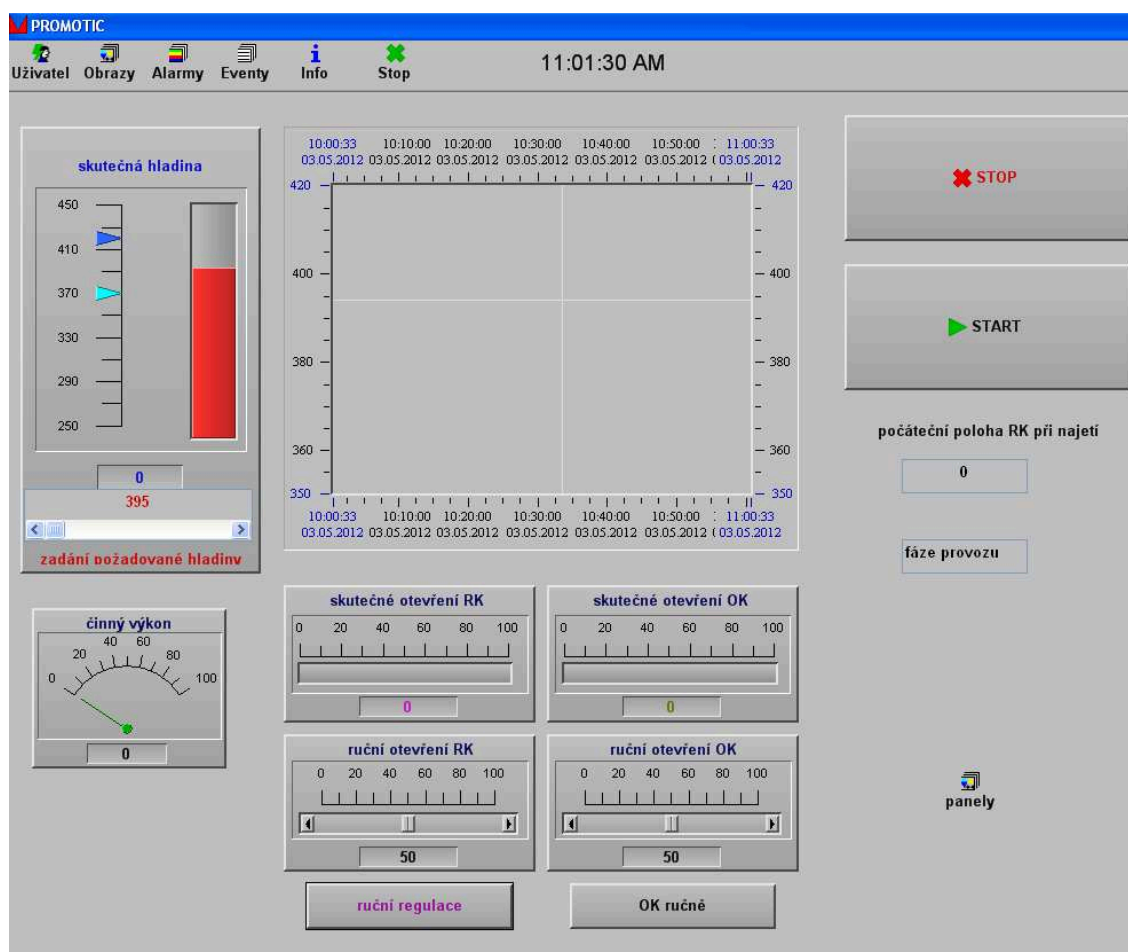 PROMOTIC
Uživatel Obrazy Alarmy Eventy Info Stop
11:01:30 AM
skutečná hladina
450
410
370
330
290
250
0
395
zadání požadované hladiny
10:00:33 10:10:00 10:20:00 10:30:00 10:40:00 10:50:00 : 11:00:33
03.05.2012 03.05.2012 03.05.2012 03.05.2012 03.05.2012 03.05.2012 ( 03.05.2012
420 420
400 400
380 380
360 360
350 350
10:00:33 10:10:00 10:20:00 10:30:00 10:40:00 10:50:00 : 11:00:33
03.05.2012 03.05.2012 03.05.2012 03.05.2012 03.05.2012 03.05.2012 ( 03.05.2012
STOP
START
počáteční poloha RK při najetí
0
fáze provozu
činný výkon
0 20 40 60 80 100
0
skutečné otevření RK
0 20 40 60 80 100
0
skutečné otevření OK
0 20 40 60 80 100
0
ruční otevření RK
0 20 40 60 80 100
50
ruční otevření OK
0 20 40 60 80 100
50
ruční regulace
OK ručně
panely